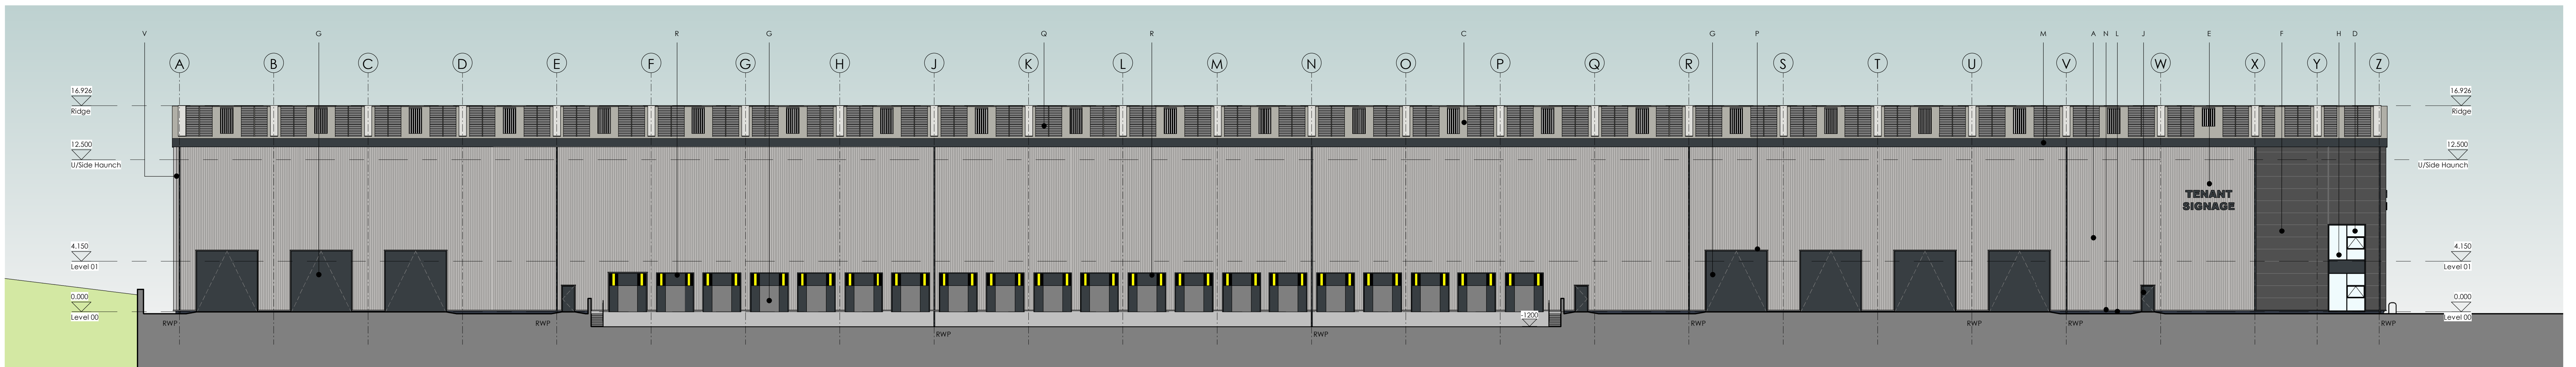 V G R G Q R C G P M A N L J E F H D
A B C D E F G H J K L M N O P Q R S T U V W X Y Z
16.926
Ridge
16.926
Ridge
12.500
U/Side Haunch
12.500
U/Side Haunch
TENANT
SIGNAGE
4.150
Level 01
4.150
Level 01
0.000
Level 00
0.000
Level 00
-1200
RWP RWP RWP RWP RWP RWP RWP RWP